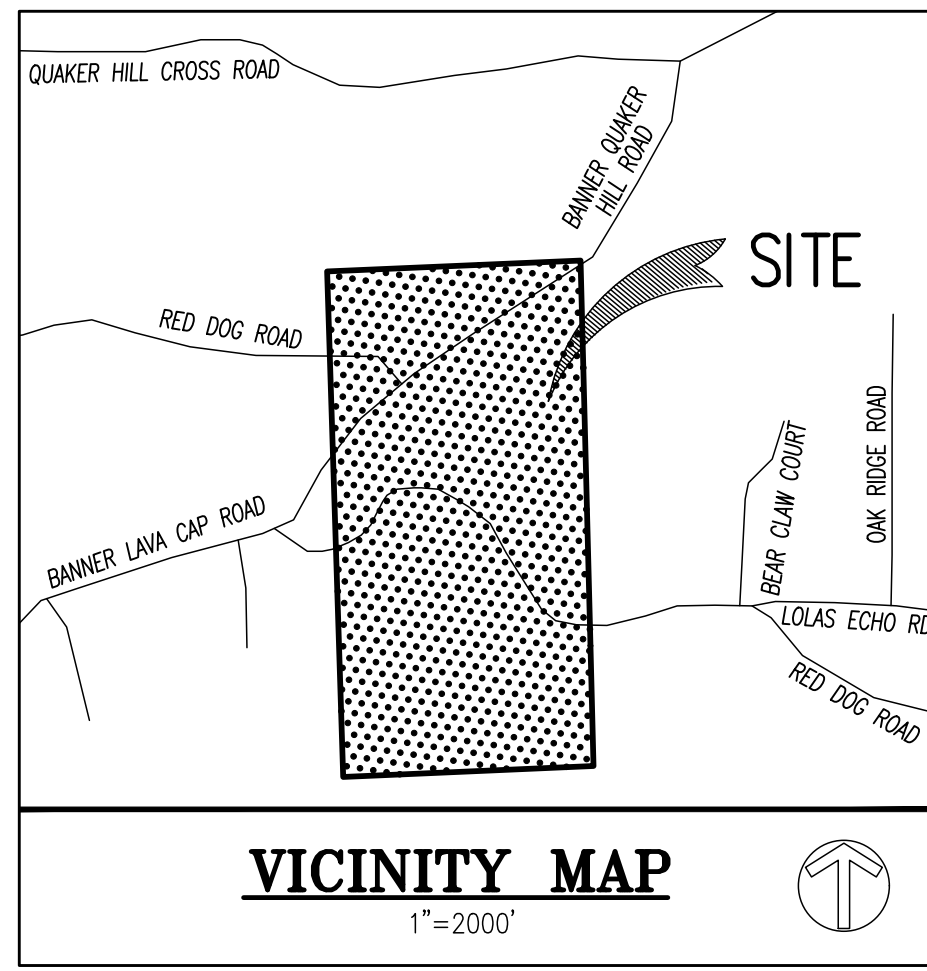 QUAKER HILL CROSS ROAD
BANNER QUAKER
HILL ROAD
SITE
RED DOG ROAD
BANNER LAVA CAP ROAD
BEAR CLAW COURT
OAK RIDGE ROAD
LOLAS ECHO RD
RED DOG ROAD
VICINITY MAP
1"=2000'